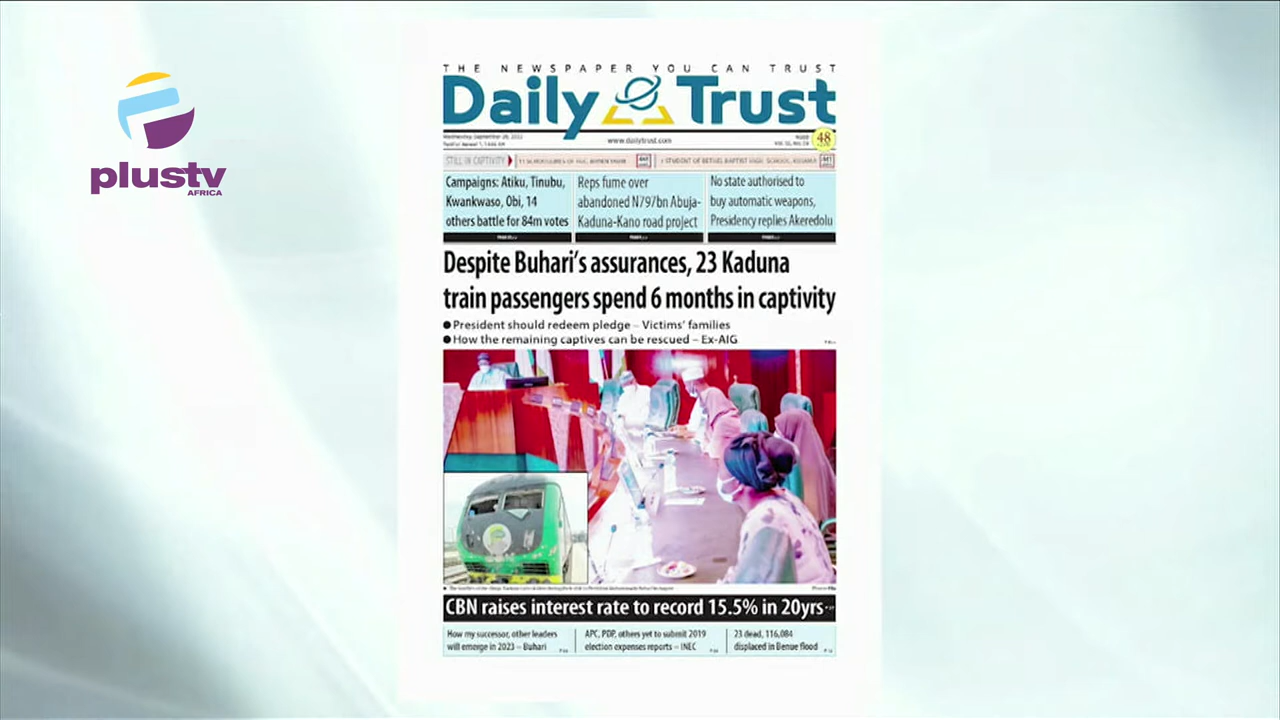 plustv
AFRICA
THE NEWSPAPER YOU CAN TRUST
Daily Trust
Wednesday, September 28, 2022
www.dailytrust.com
48
STILL IN CAPTIVITY
Campaigns: Atiku, Tinubu,
Kwankwaso, Obi, 14
others battle for 84m votes
Reps fume over
abandoned N797bn Abuja-
Kaduna-Kano road project
No state authorised to
buy automatic weapons,
Presidency replies Akeredolu
Despite Buhari's assurances, 23 Kaduna
train passengers spend 6 months in captivity
● President should redeem pledge – Victims' families
● How the remaining captives can be rescued – Ex-AIG
CBN raises interest rate to record 15.5% in 20yrs
How my successor, other leaders
will emerge in 2023 – Buhari
APC, PDP, others yet to submit 2019
election expenses reports – INEC
23 dead, 116,084
displaced in Benue flood